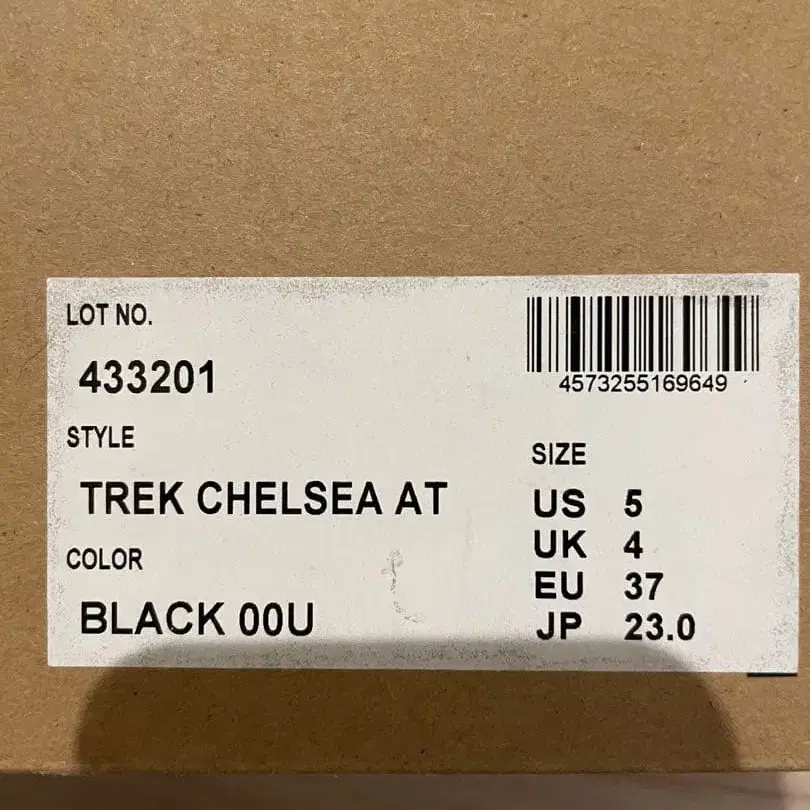 LOT NO.
433201
4573255169649
STYLE
TREK CHELSEA AT
COLOR
BLACK 00U
SIZE
US 5
UK 4
EU 37
JP 23.0